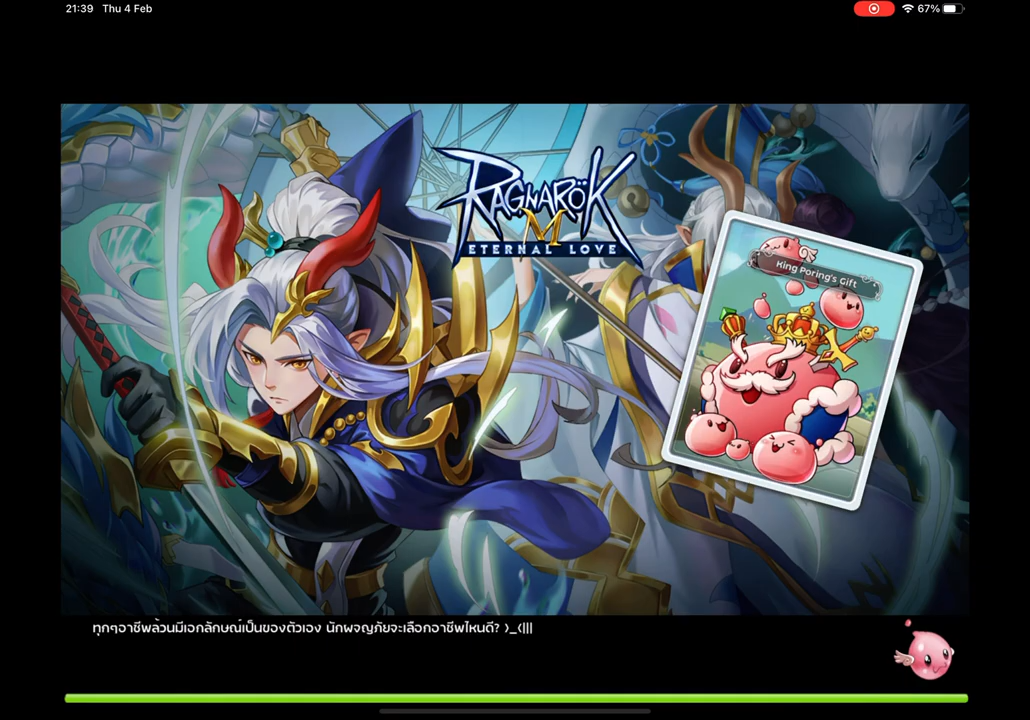 21:39 Thu 4 Feb
67%
RAGNARÖK
M
ETERNAL LOVE
King Poring's Gift
ทุกๆอาชีพล้วนมีเอกลักษณ์เป็นของตัวเอง นักผจญภัยจะเลือกอาชีพไหนดี? >_<|||